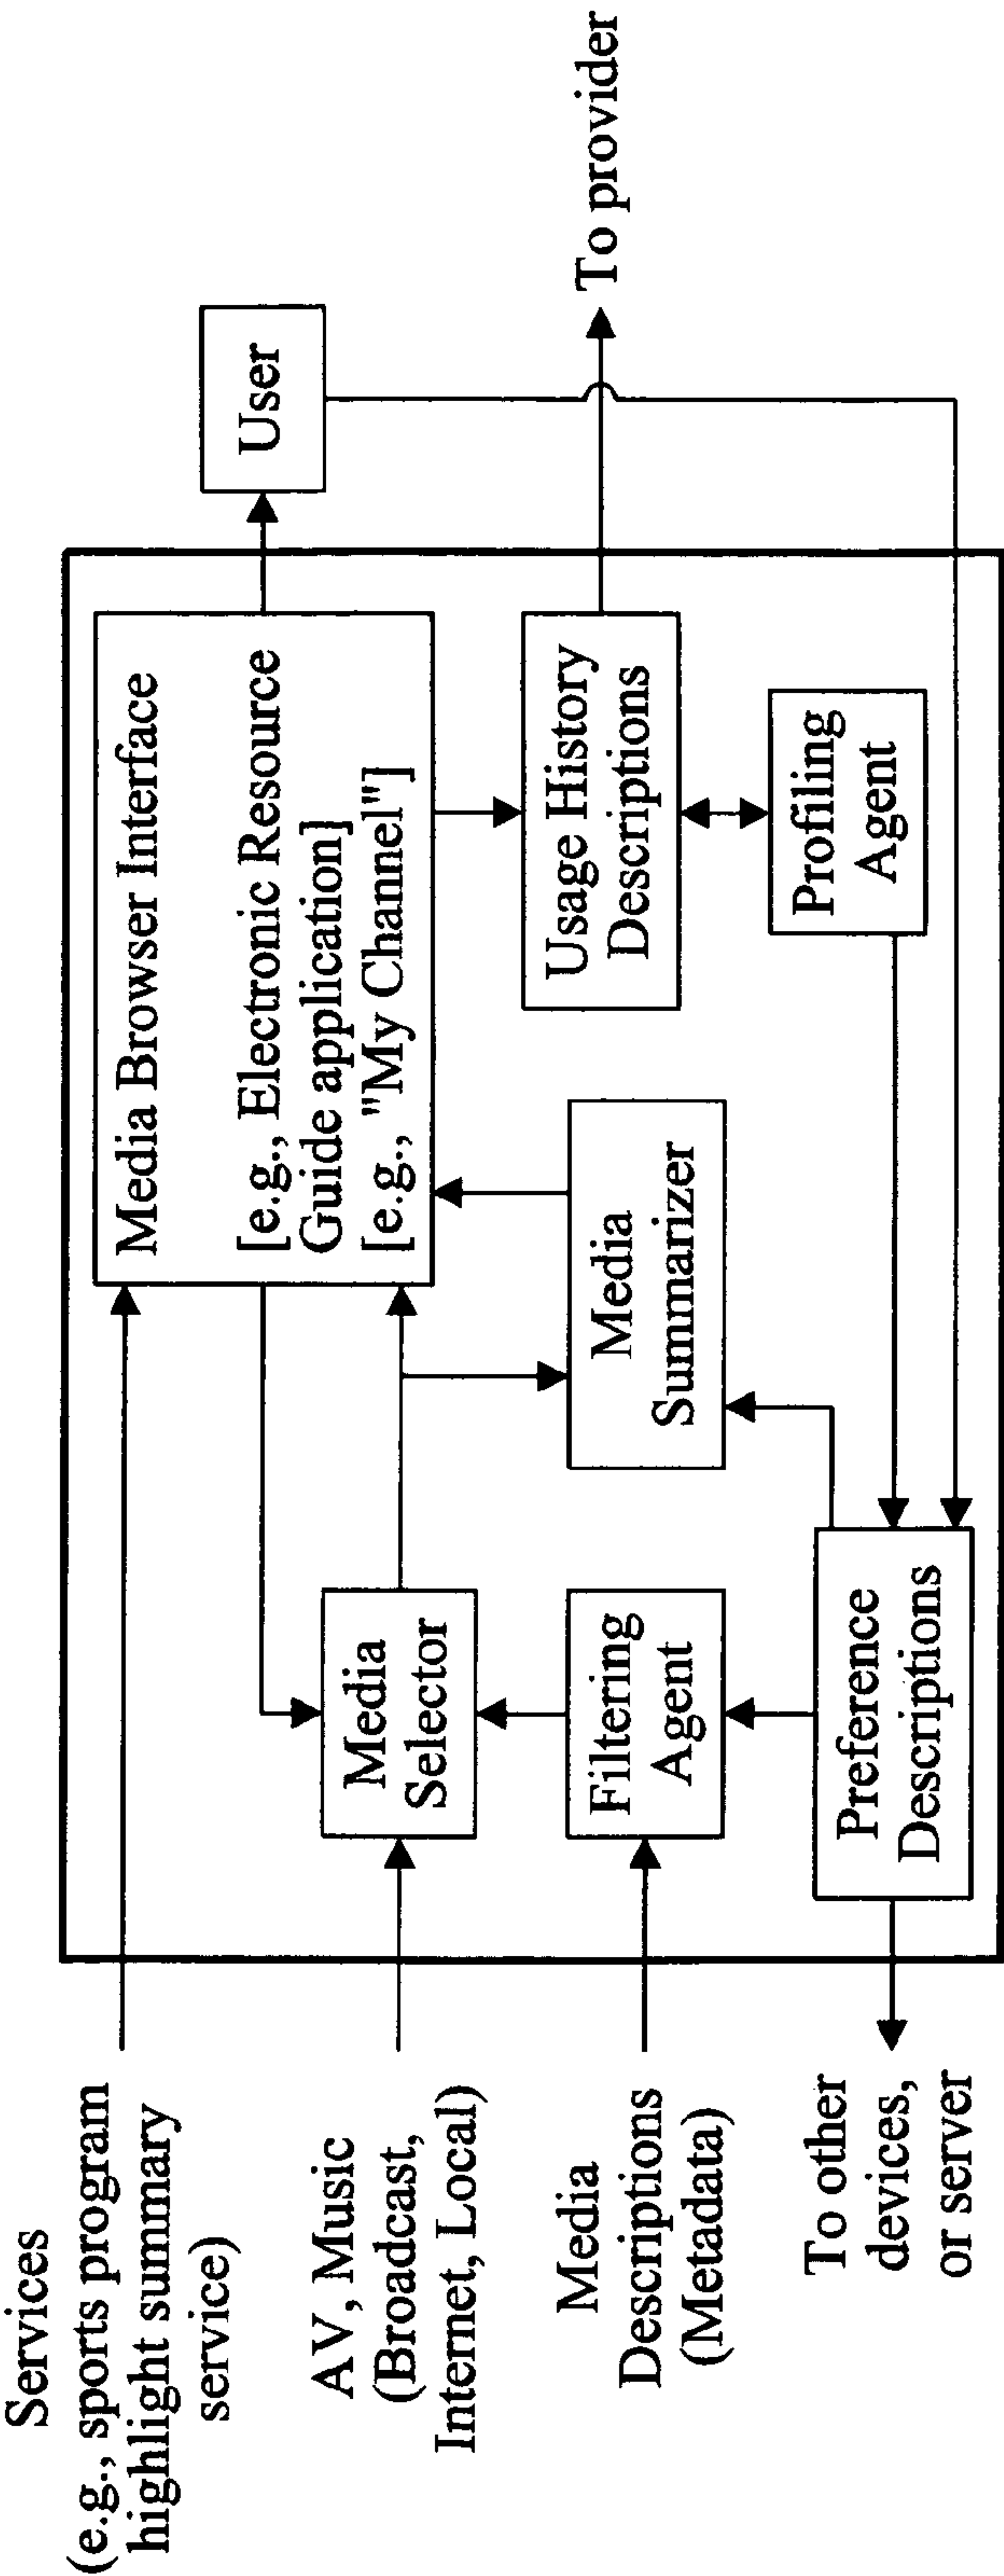 Services
(e.g., sports program
highlight summary
service)
AV, Music
(Broadcast,
Internet, Local)
Media
Descriptions
(Metadata)
To other
devices,
or server
Media Browser Interface
[e.g., Electronic Resource
Guide application]
[e.g., "My Channel"]
User
Media
Selector
Filtering
Agent
Preference
Descriptions
Media
Summarizer
Usage History
Descriptions
Profiling
Agent
To provider